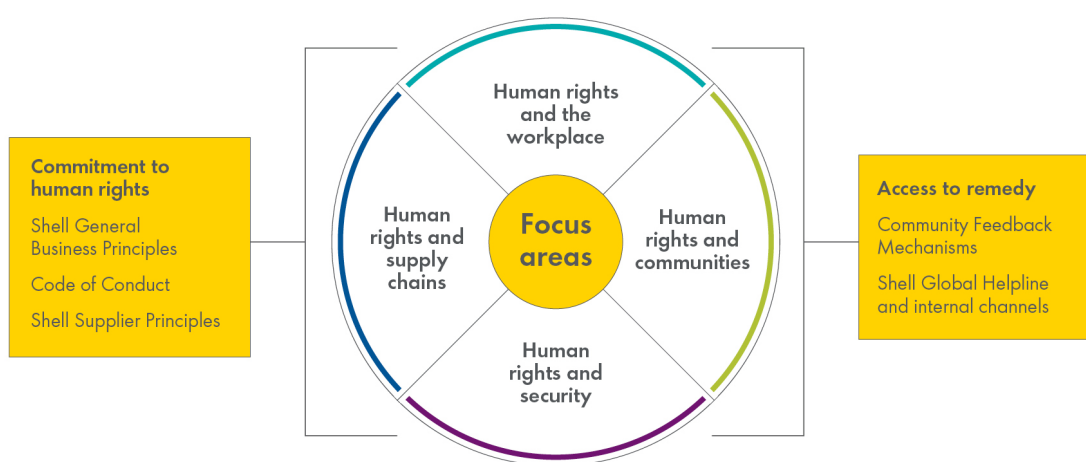 Commitment to
human rights
Shell General
Business Principles
Code of Conduct
Shell Supplier Principles
Human rights
and the
workplace
Human
rights and
supply
chains
Focus
areas
Human
rights and
communities
Human
rights and
security
Access to remedy
Community Feedback
Mechanisms
Shell Global Helpline
and internal channels